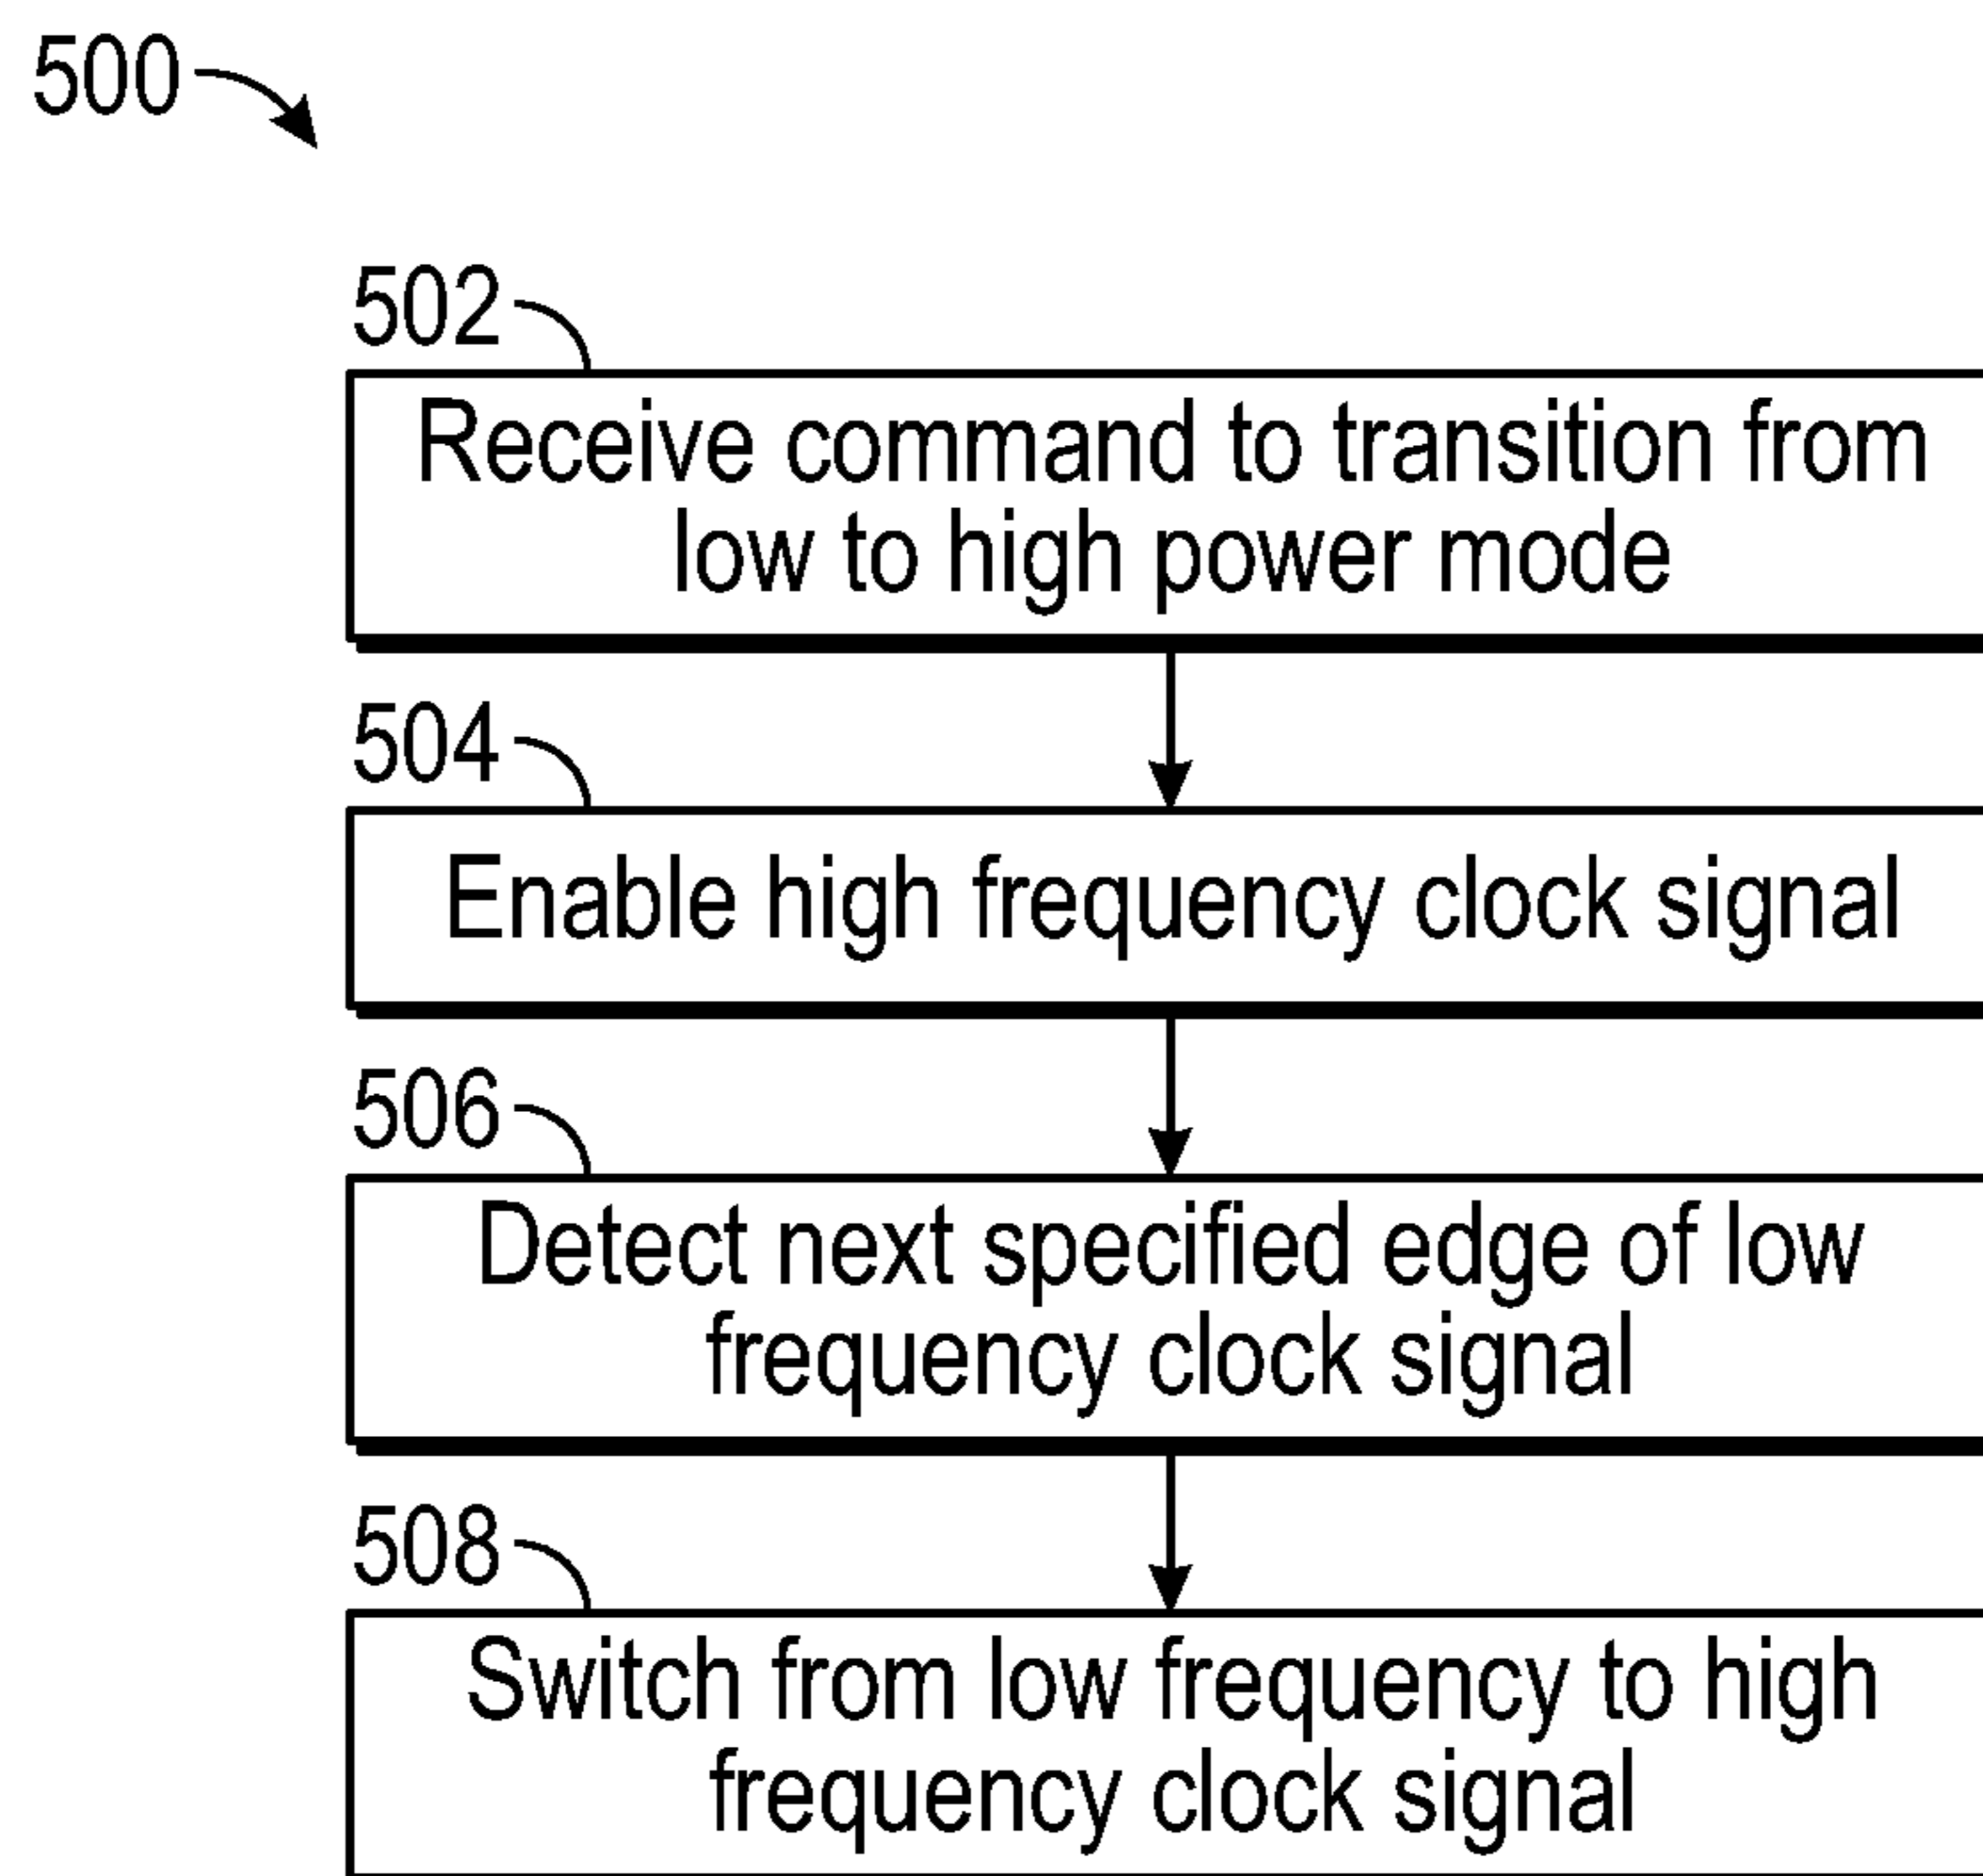 500
502
Receive command to transition from
low to high power mode
504
Enable high frequency clock signal
506
Detect next specified edge of low
frequency clock signal
508
Switch from low frequency to high
frequency clock signal